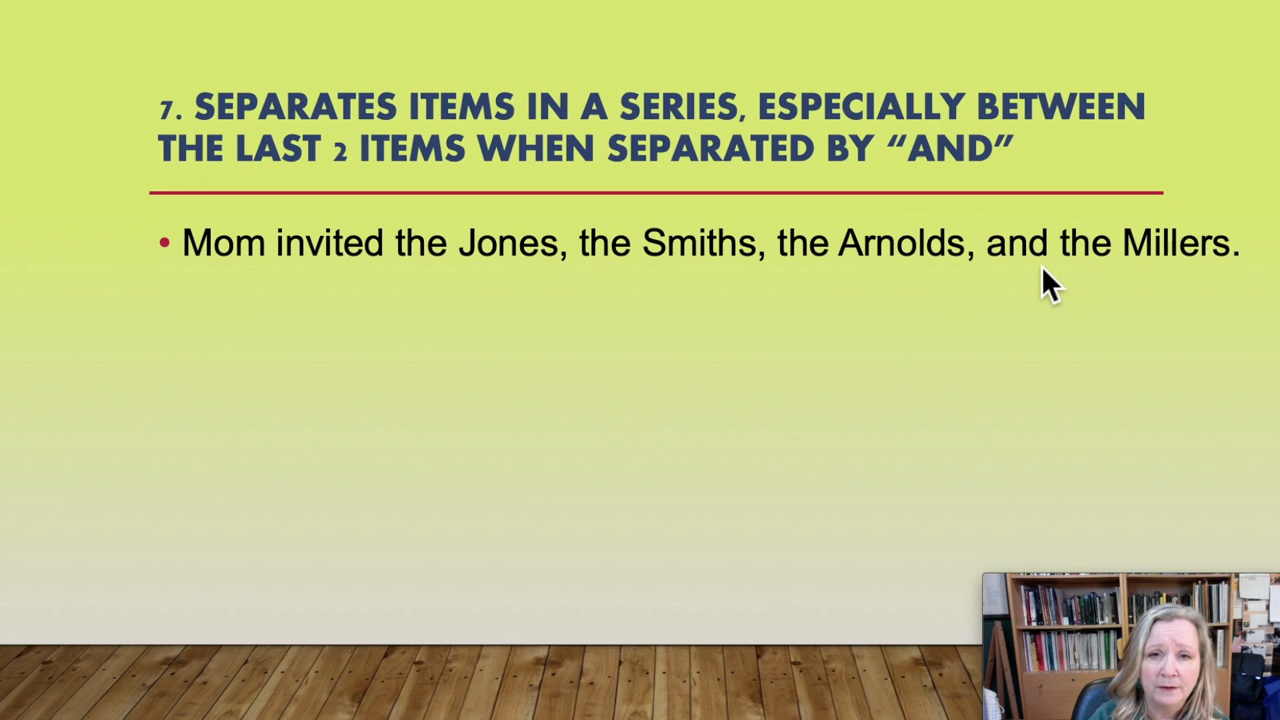 7. SEPARATES ITEMS IN A SERIES, ESPECIALLY BETWEEN
THE LAST 2 ITEMS WHEN SEPARATED BY “AND”
• Mom invited the Jones, the Smiths, the Arnolds, and the Millers.